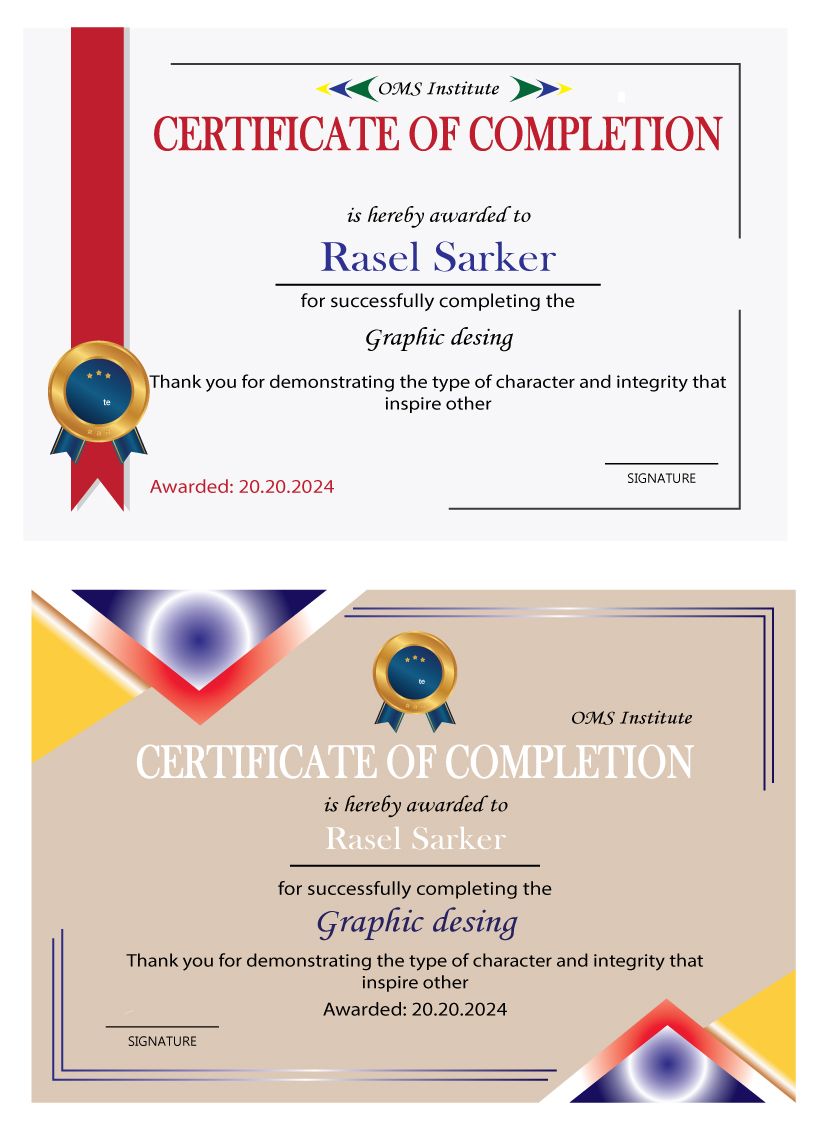 OMS Institute
CERTIFICATE OF COMPLETION
is hereby awarded to
Rasel Sarker
for successfully completing the
Graphic desing
Thank you for demonstrating the type of character and integrity that
inspire other
te
Awarded: 20.20.2024
SIGNATURE
te
OMS Institute
CERTIFICATE OF COMPLETION
is hereby awarded to
Rasel Sarker
for successfully completing the
Graphic desing
Thank you for demonstrating the type of character and integrity that
inspire other
Awarded: 20.20.2024
SIGNATURE